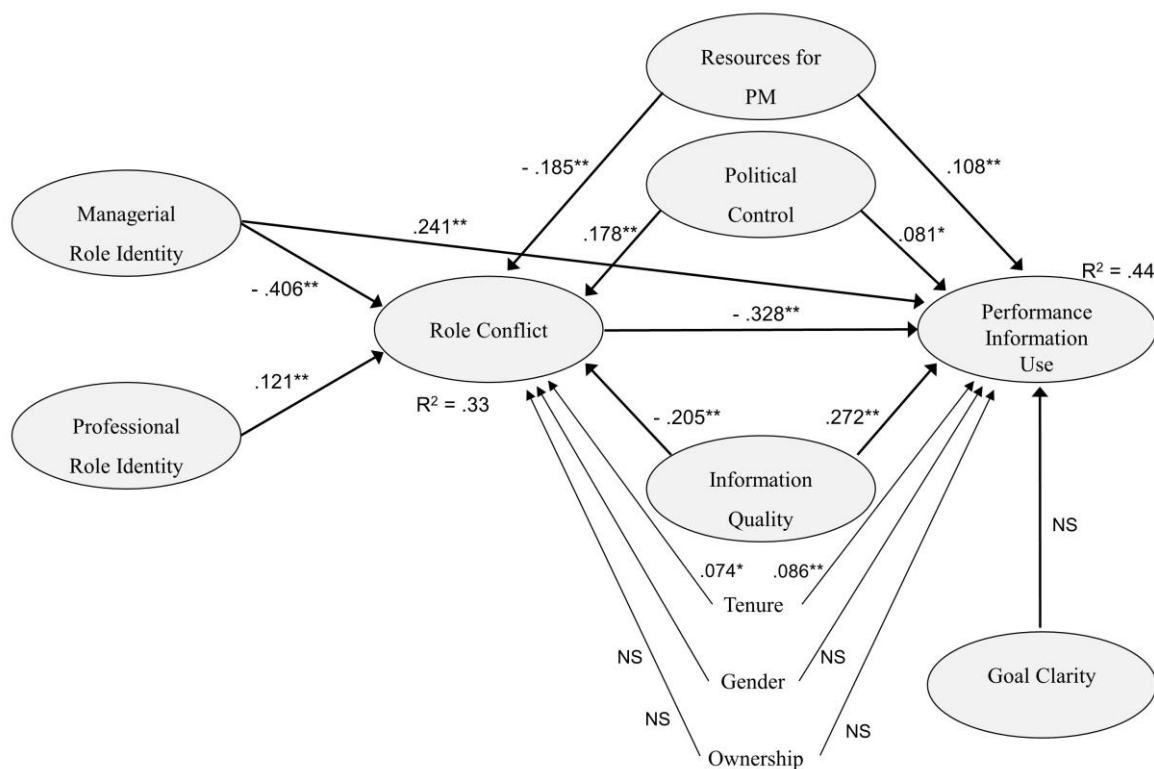 Resources for
PM
- .185**
.108**
Political
Control
Managerial
Role Identity
.241**
.178**
.081*
R² = .44
- .406**
Role Conflict
- .328**
Performance
Information
Use
.121**
R² = .33
Professional
Role Identity
- .205**
.272**
Information
Quality
NS
.074*
.086**
Tenure
NS
NS
Gender
Goal Clarity
NS
NS
Ownership